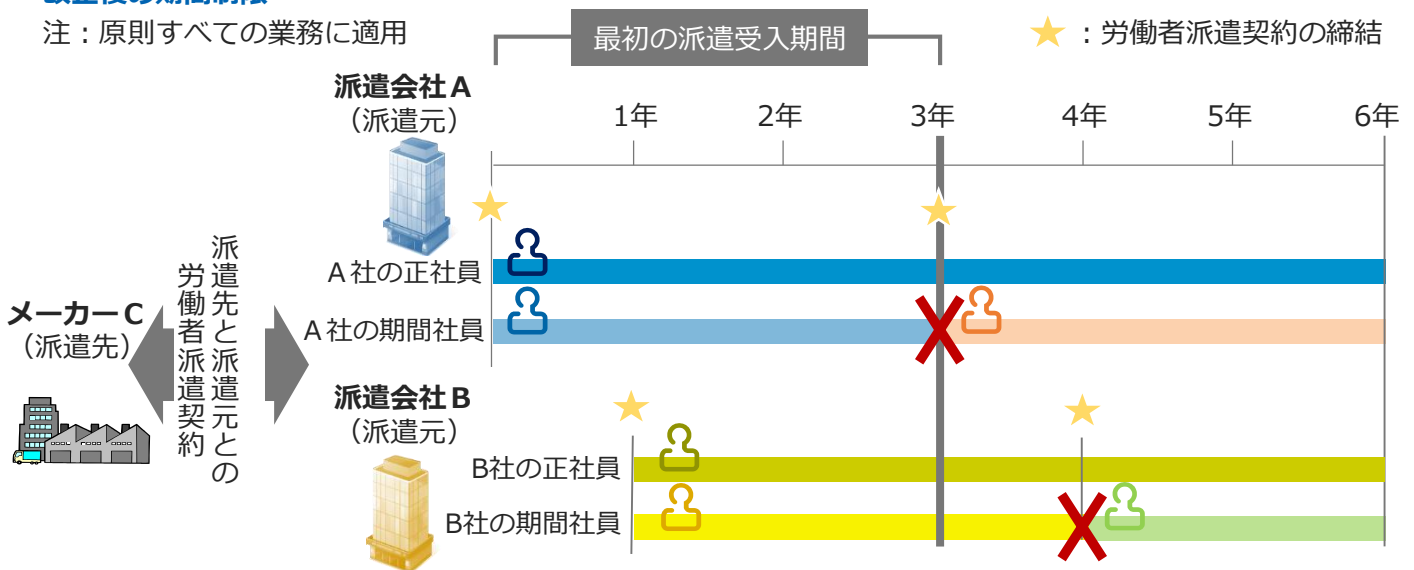 注：原則すべての業務に適用
最初の派遣受入期間
★：労働者派遣契約の締結
派遣会社A
（派遣元）
1年
2年
3年
4年
5年
6年
A社の正社員
A社の期間社員
メーカーC
（派遣先）
派遣先と派遣元との
労働者派遣契約
派遣会社B
（派遣元）
B社の正社員
B社の期間社員